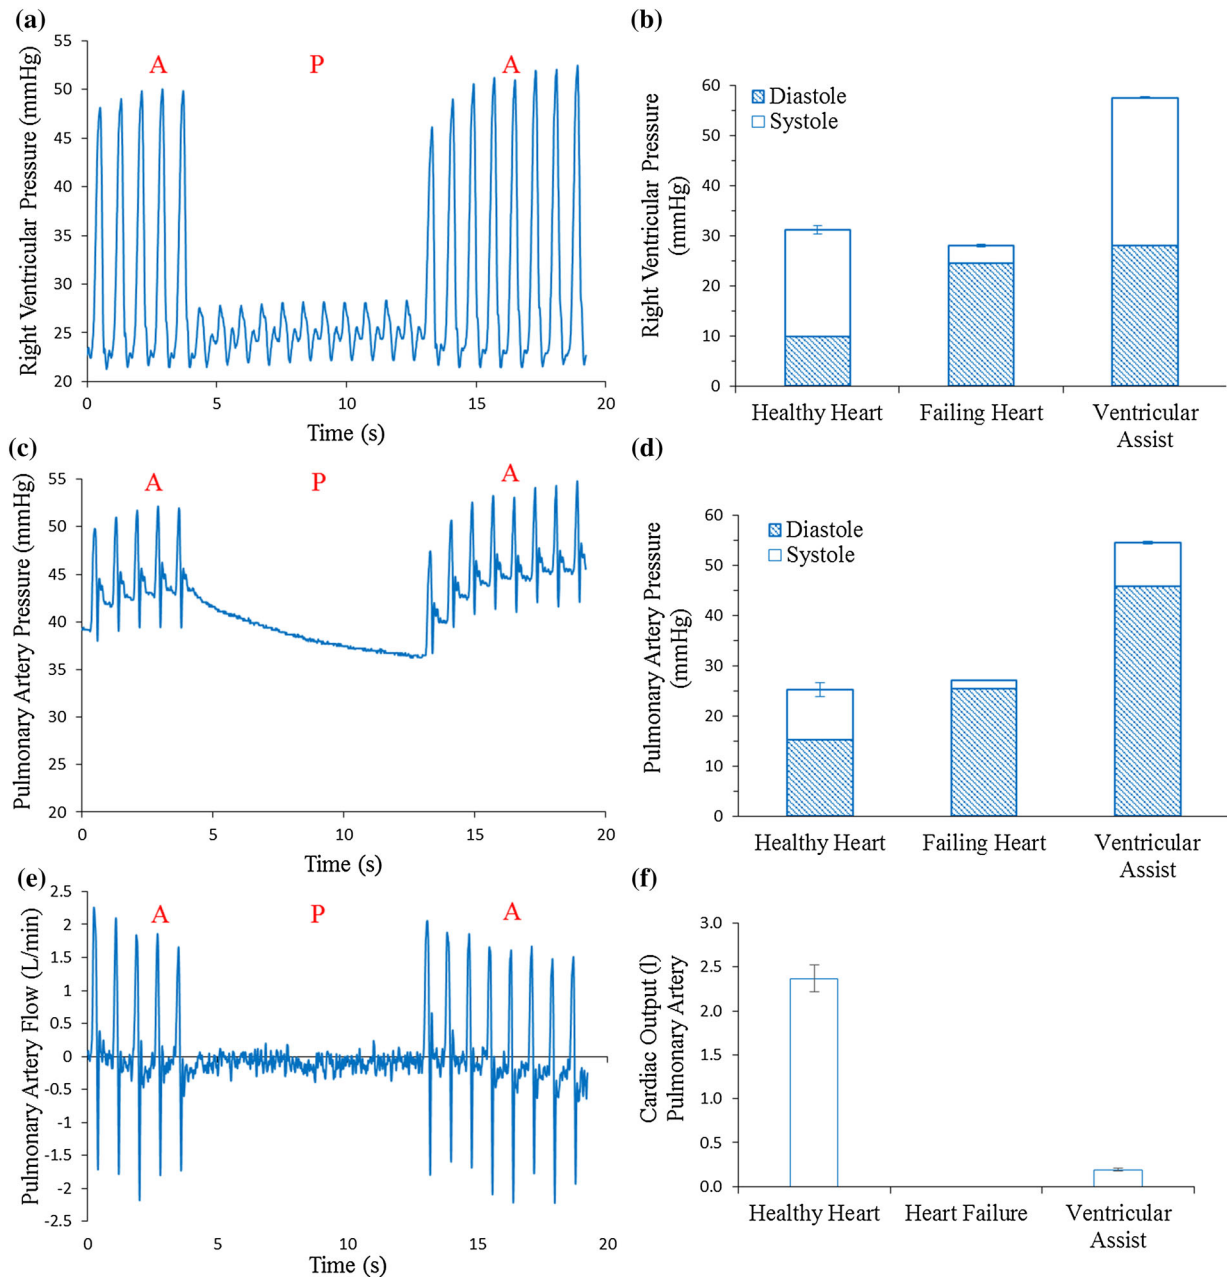 (a)
Right Ventricular Pressure (mmHg)
55
50
45
40
35
30
25
20
A
P
A
0
5
10
15
20
Time (s)
(b)
Right Ventricular Pressure
(mmHg)
60
50
40
30
20
10
0
Diastole
Systole
Healthy Heart
Failing Heart
Ventricular
Assist
(c)
Pulmonary Artery Pressure (mmHg)
55
50
45
40
35
30
25
20
A
P
A
0
5
10
15
20
Time (s)
(d)
Pulmonary Artery Pressure
(mmHg)
60
50
40
30
20
10
0
Diastole
Systole
Healthy Heart
Failing Heart
Ventricular
Assist
(e)
Pulmonary Artery Flow (L/min)
2.5
2
1.5
1
0.5
0
-0.5
-1
-1.5
-2
-2.5
A
P
A
0
5
10
15
20
Time (s)
(f)
Cardiac Output (l)
Pulmonary Artery
3.0
2.5
2.0
1.5
1.0
0.5
0.0
Healthy Heart
Heart Failure
Ventricular
Assist